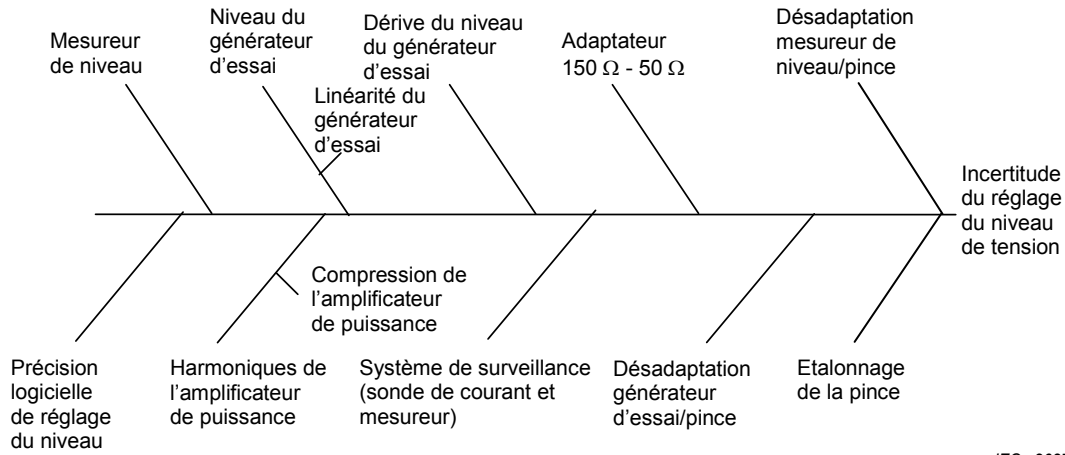 Mesureur
de niveau
Niveau du
générateur
d'essai
Linéarité du
générateur
d'essai
Dérive du niveau
du générateur
d'essai
Adaptateur
150 Ω - 50 Ω
Désadaptation
mesureur de
niveau/pince
Incertitude
du réglage
du niveau
de tension
Compression de
l'amplificateur
de puissance
Précision
logicielle
de réglage
du niveau
Harmoniques de
l'amplificateur
de puissance
Système de surveillance
(sonde de courant et
mesureur)
Désadaptation
générateur
d'essai/pince
Etalonnage
de la pince